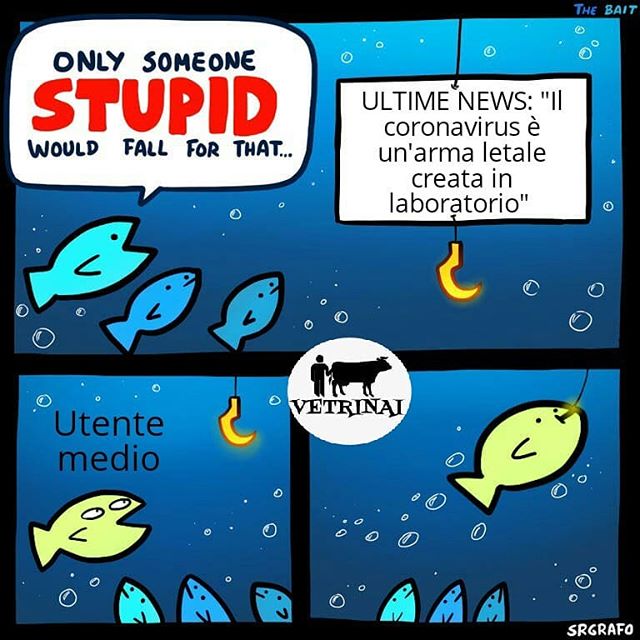 THE BAIT
ONLY SOMEONE
STUPID
WOULD FALL FOR THAT...
ULTIME NEWS: "Il
coronavirus è
un'arma letale
creata in
laboratorio"
VETRINAI
Utente
medio
SRGRAFO